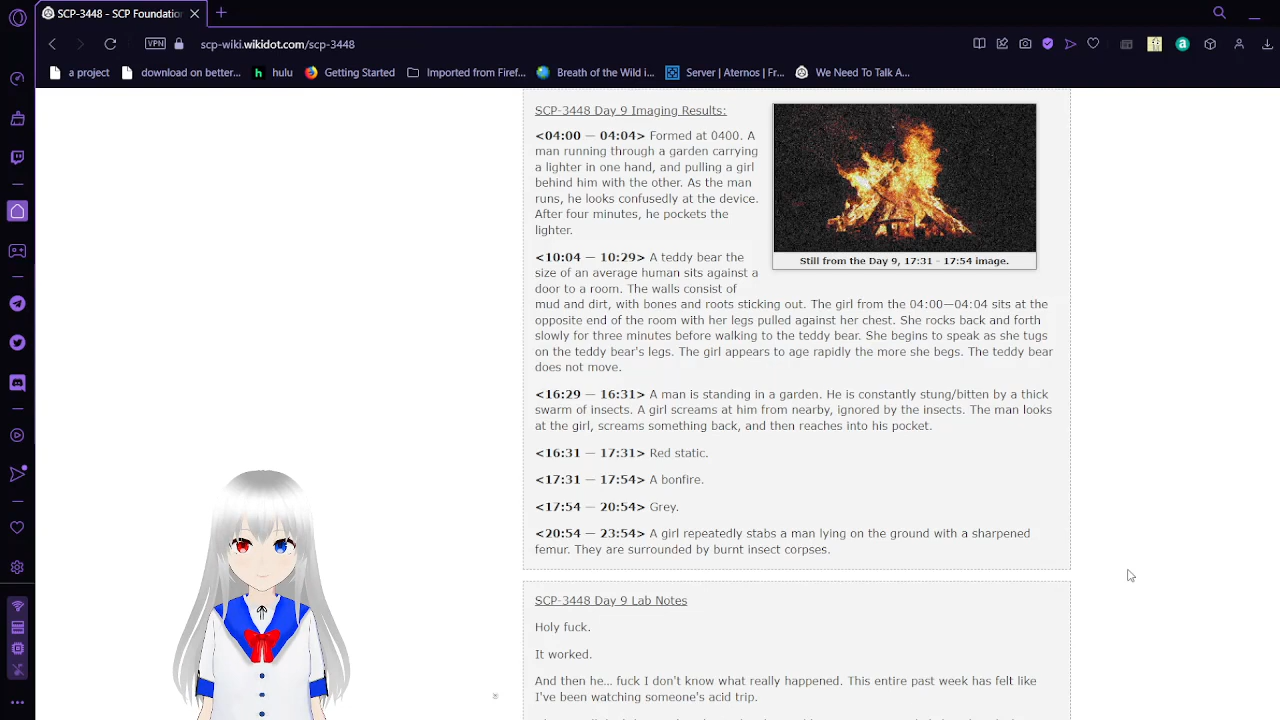 SCP-3448 - SCP Foundation
VPN
scp-wiki.wikidot.com/scp-3448
a project
download on better...
hulu
Getting Started
Imported from Firef...
Breath of the Wild i...
Server | Aternos | Fr...
We Need To Talk A...
SCP-3448 Day 9 Imaging Results:
<04:00 — 04:04> Formed at 0400. A
man running through a garden carrying
a lighter in one hand, and pulling a girl
behind him with the other. As the man
runs, he looks confusedly at the device.
After four minutes, he pockets the
lighter.
Still from the Day 9, 17:31 - 17:54 image.
<10:04 — 10:29> A teddy bear the
size of an average human sits against a
door to a room. The walls consist of
mud and dirt, with bones and roots sticking out. The girl from the 04:00—04:04 sits at the
opposite end of the room with her legs pulled against her chest. She rocks back and forth
slowly for three minutes before walking to the teddy bear. She begins to speak as she tugs
on the teddy bear's legs. The girl appears to age rapidly the more she begs. The teddy bear
does not move.
<16:29 — 16:31> A man is standing in a garden. He is constantly stung/bitten by a thick
swarm of insects. A girl screams at him from nearby, ignored by the insects. The man looks
at the girl, screams something back, and then reaches into his pocket.
<16:31 — 17:31> Red static.
<17:31 — 17:54> A bonfire.
<17:54 — 20:54> Grey.
<20:54 — 23:54> A girl repeatedly stabs a man lying on the ground with a sharpened
femur. They are surrounded by burnt insect corpses.
SCP-3448 Day 9 Lab Notes
Holy fuck.
It worked.
And then he... fuck I don't know what really happened. This entire past week has felt like
I've been watching someone's acid trip.